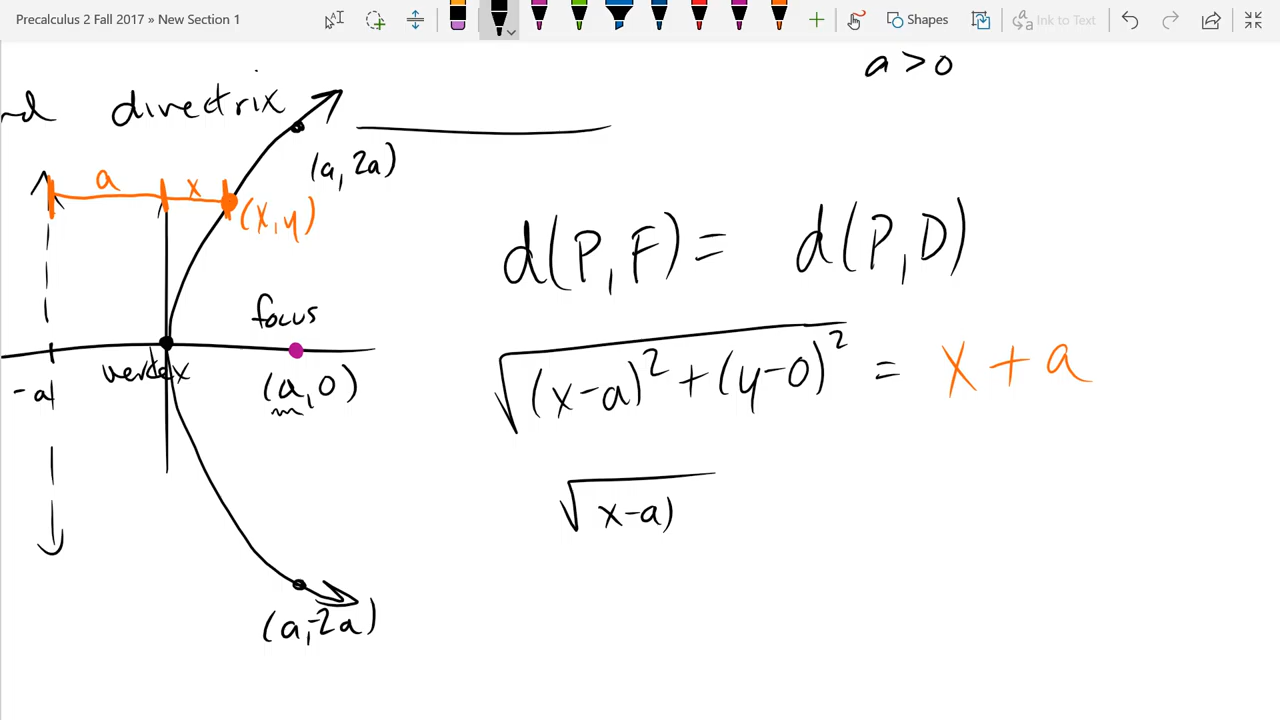 Precalculus 2 Fall 2017 » New Section 1
Shapes
Ink to Text
a > 0
directrix
(a, 2a)
a
x
(x,y)
d(P,F) = d(P,D)
focus
√(x-a)² + (y-0)² = x + a
vertex
-a
(a,0)
√x-a)
(a,-2a)